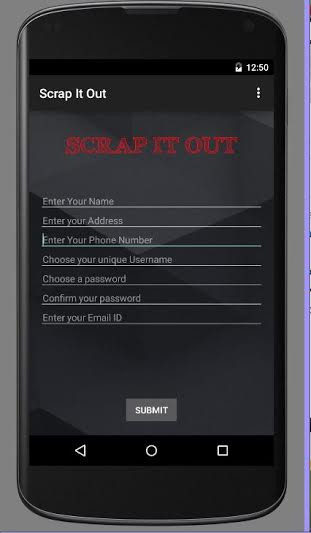 12:50
Scrap It Out
SCRAP IT OUT
Enter Your Name
Enter your Address
Enter Your Phone Number
Choose your unique Username
Choose a password
Confirm your password
Enter your Email ID
SUBMIT